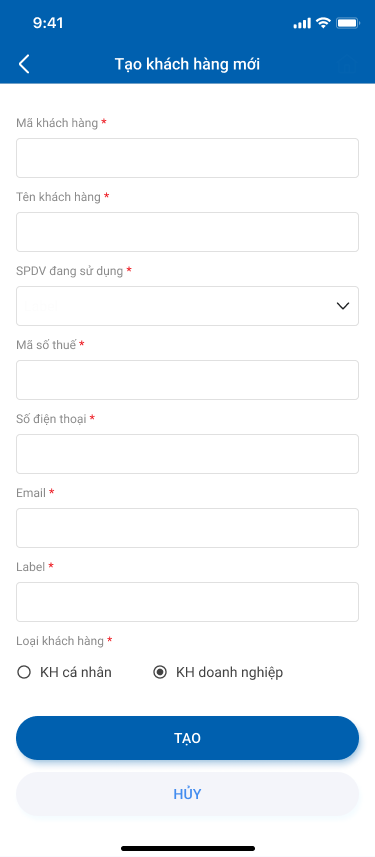 9:41
Tạo khách hàng mới
Mã khách hàng *
Tên khách hàng *
SPDV đang sử dụng *
Mã số thuế *
Số điện thoại *
Email *
Label *
Loại khách hàng *
KH cá nhân KH doanh nghiệp
TẠO
HỦY